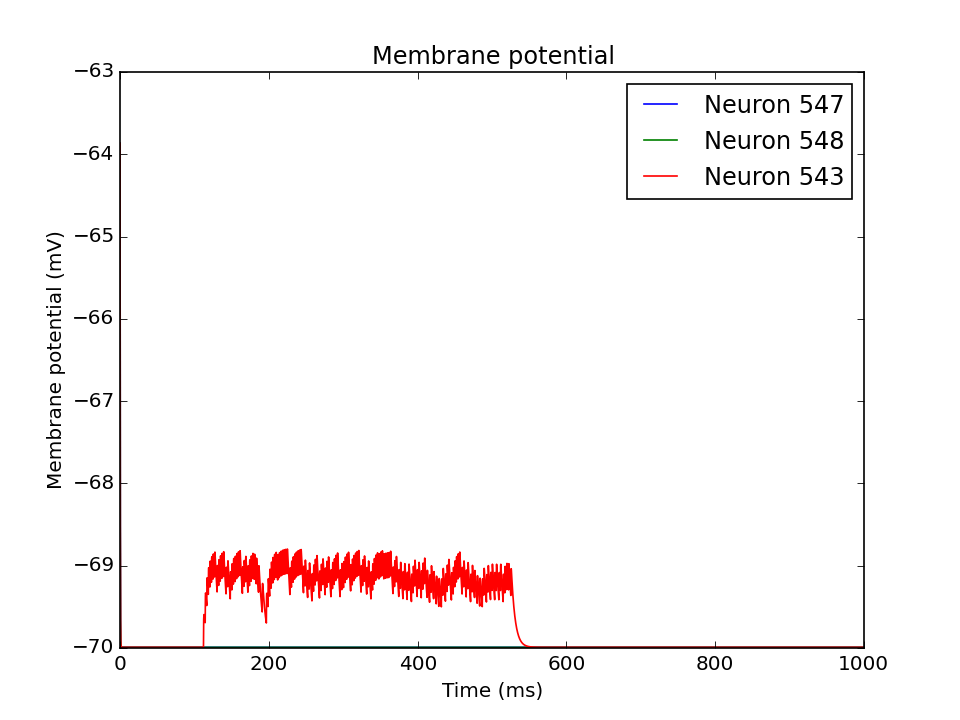 Membrane potential
−63
−64
−65
−66
−67
−68
−69
−70
Membrane potential (mV)
Neuron 547
Neuron 548
Neuron 543
0 200 400 600 800 1000
Time (ms)